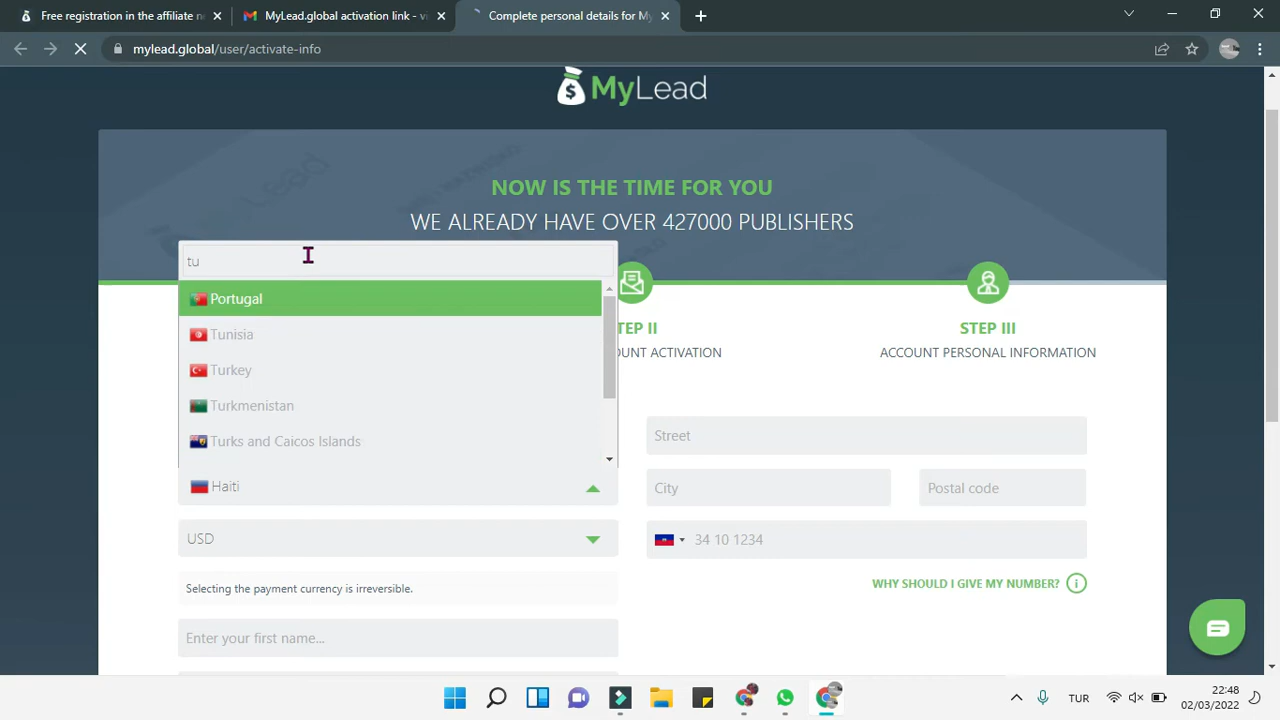 Free registration in the affiliate n
MyLead.global activation link - vi
Complete personal details for My
mylead.global/user/activate-info
MyLead
NOW IS THE TIME FOR YOU
WE ALREADY HAVE OVER 427000 PUBLISHERS
tu
Portugal
Tunisia
Turkey
Turkmenistan
Turks and Caicos Islands
Haiti
USD
Selecting the payment currency is irreversible.
Enter your first name...
TEP II
OUNT ACTIVATION
STEP III
ACCOUNT PERSONAL INFORMATION
Street
City
Postal code
34 10 1234
WHY SHOULD I GIVE MY NUMBER?
TUR
22:48
02/03/2022